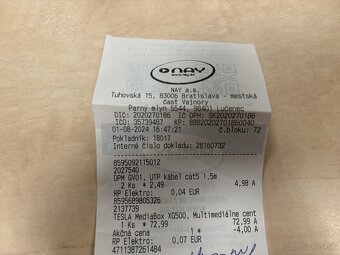 NAY
NAY a.s.
Tuhovská 15, 83006 Bratislava - mestská
časť Vajnory
Parný mlyn 5544, 98401 Lučenec
DIČ: 2020270186 IČ DPH: SK2020270186
IČO: 35739487 KP: 8882020270186
01-08-2024 16:47:21 č.bloku: 72
Pokladník: 18017
Interné číslo dokladu: 28160732
8595092115012
2027540
DPM GV01, UTP kábel cat5 1,5m
2 Ks * 2,49 4,98 A
RP Elektro: 0,04 EUR
8595689805326
2137739
TESLA MediaBox XG500, Multimediálne cent
1 Ks * 72,99 72,99 A
Akčná cena 1 * -4,00 A
RP Elektro: 0,07 EUR
4711387261484